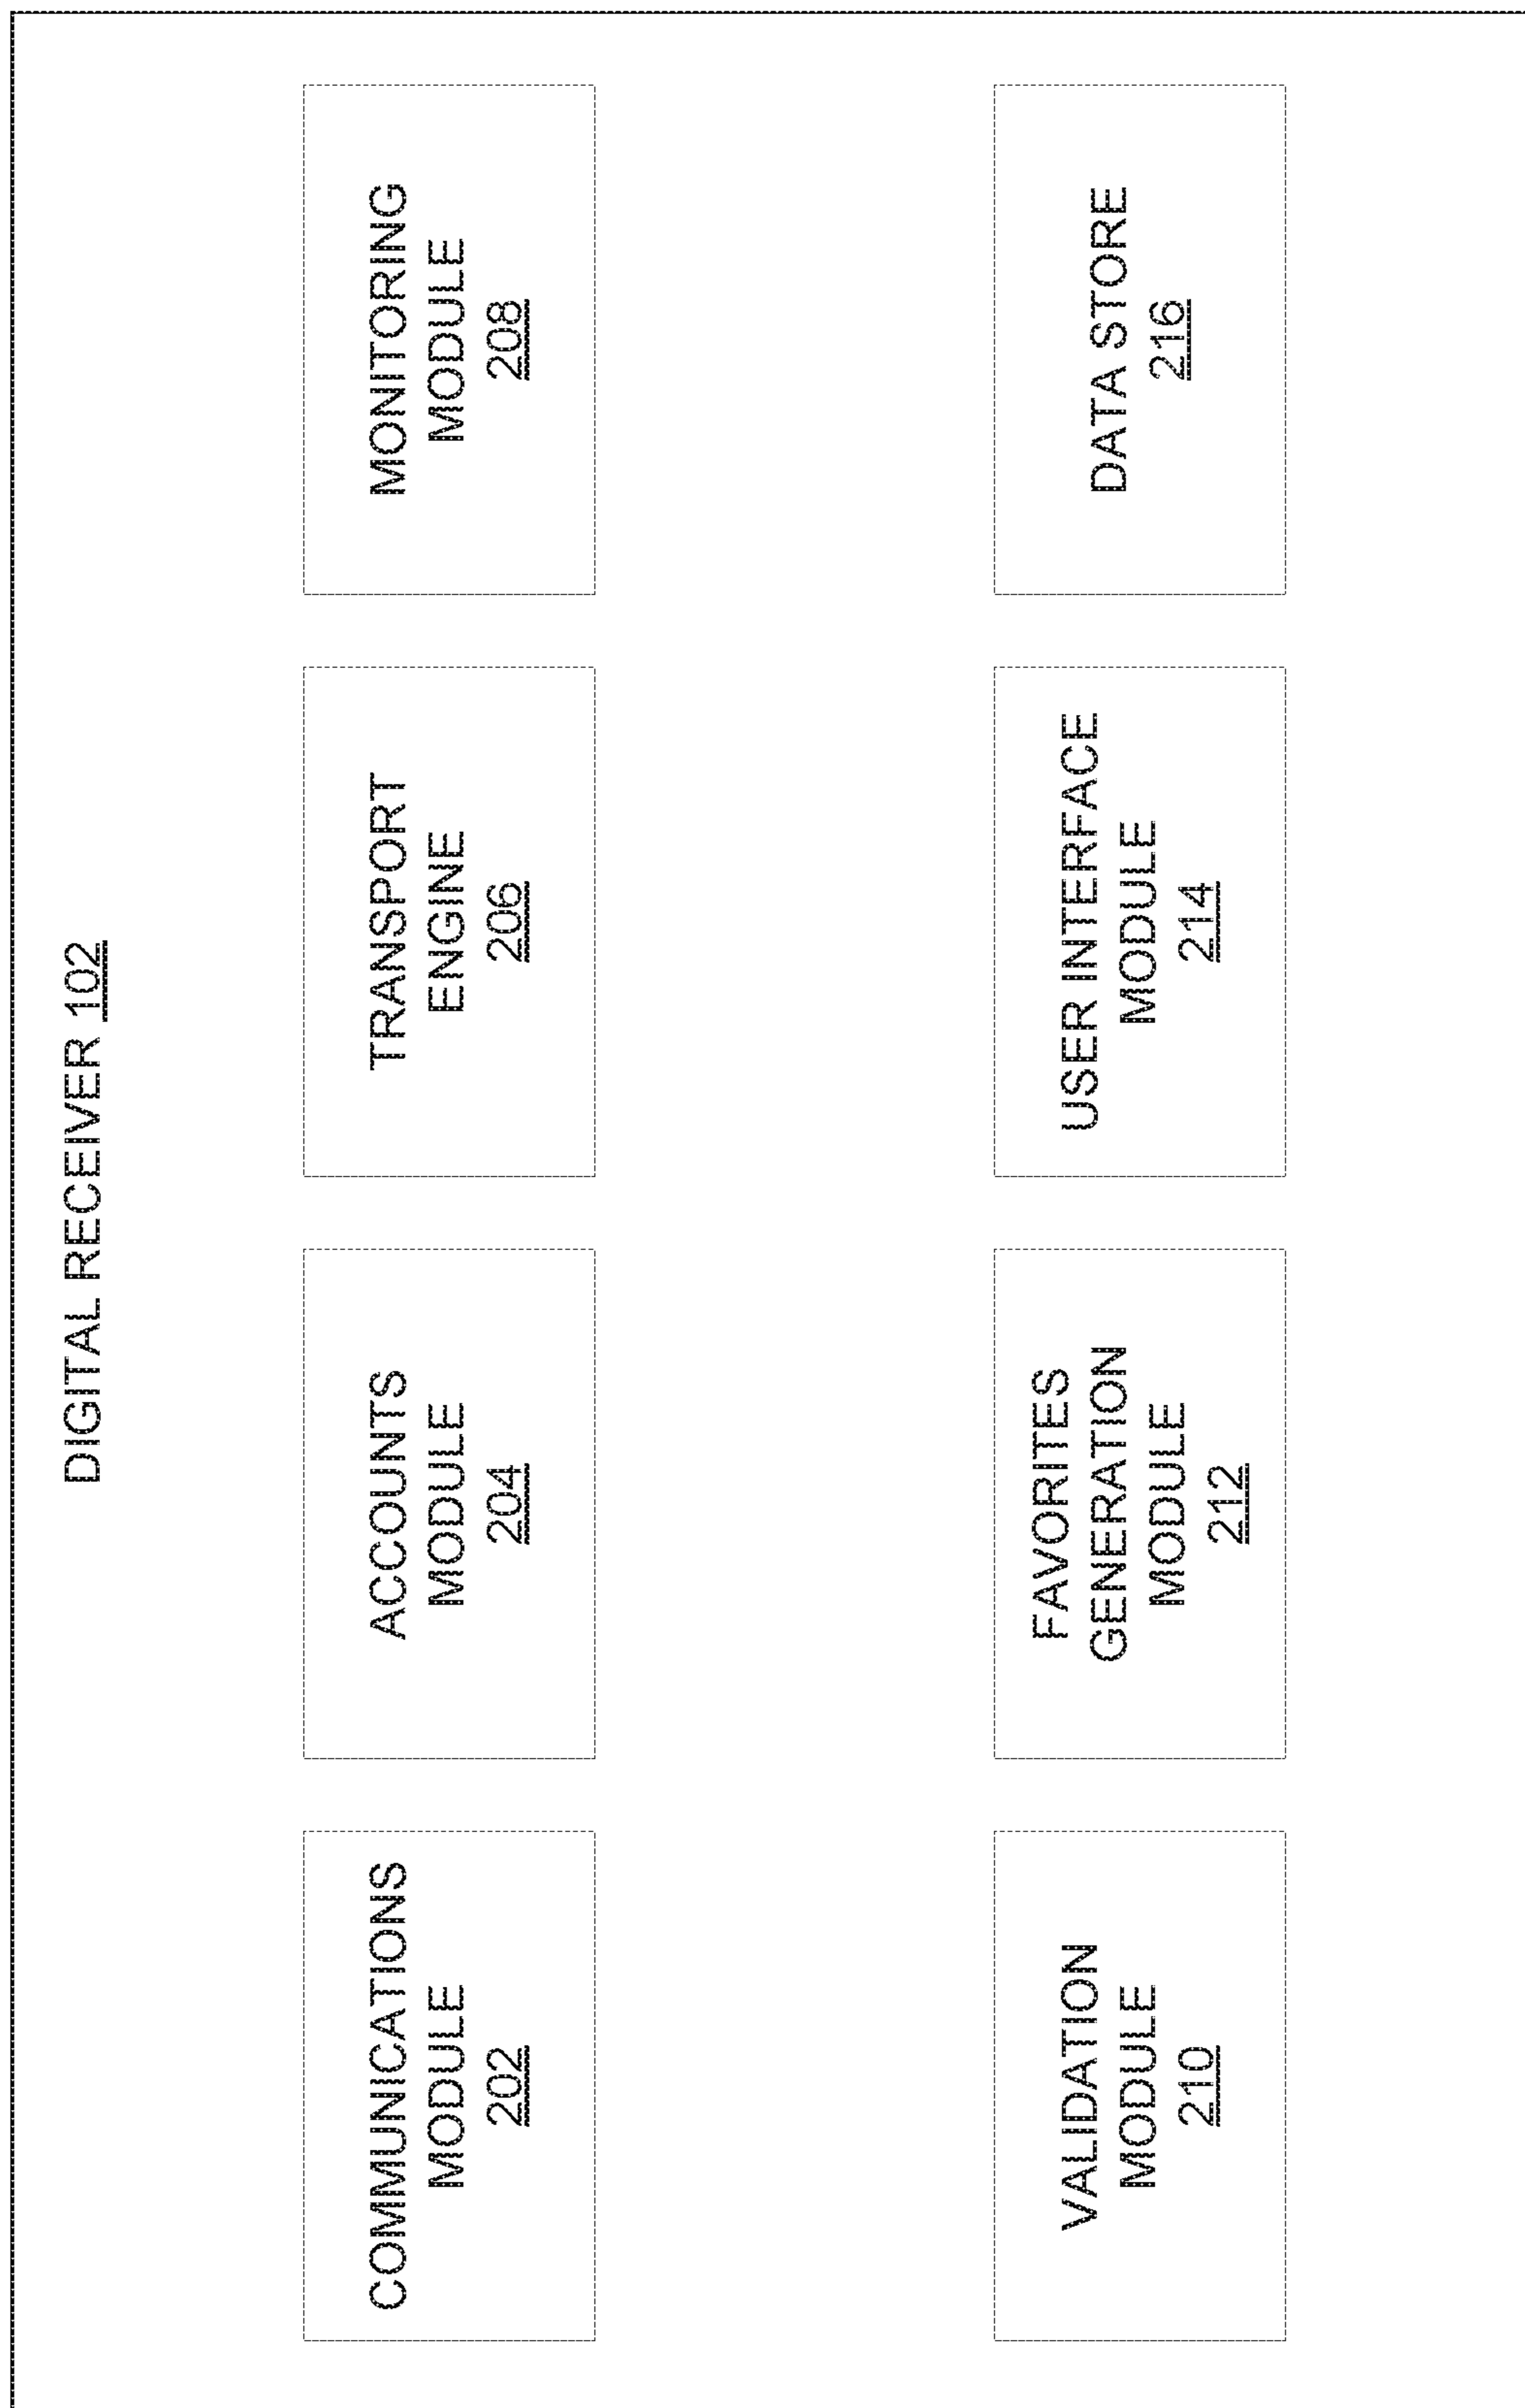 DIGITAL RECEIVER 102
COMMUNICATIONS
MODULE
202
ACCOUNTS
MODULE
204
TRANSPORT
ENGINE
206
MONITORING
MODULE
208
VALIDATION
MODULE
210
FAVORITES
GENERATION
MODULE
212
USER INTERFACE
MODULE
214
DATA STORE
216